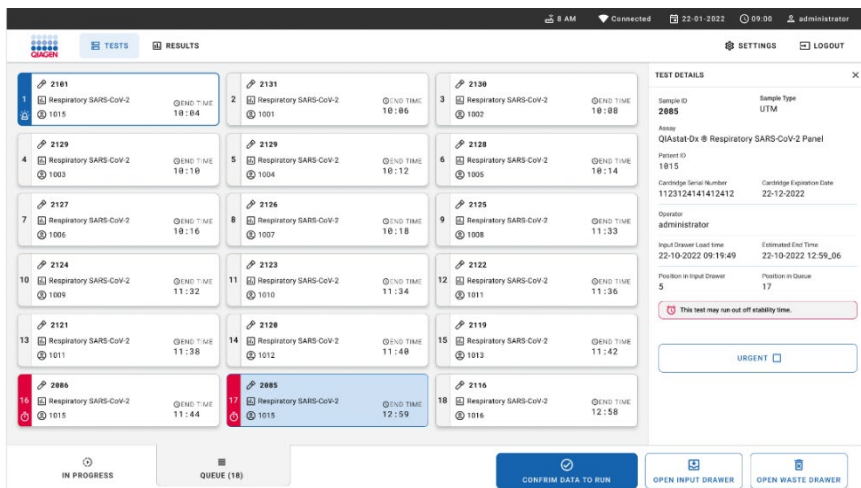 8 AM Connected 22-01-2022 09:00 administrator
QIAGEN TESTS RESULTS SETTINGS LOGOUT
1 2101 Respiratory SARS-CoV-2 1015 END TIME 10:04
2 2131 Respiratory SARS-CoV-2 1001 END TIME 10:06
3 2130 Respiratory SARS-CoV-2 1002 END TIME 10:08
4 2129 Respiratory SARS-CoV-2 1003 END TIME 10:10
5 2129 Respiratory SARS-CoV-2 1004 END TIME 10:12
6 2128 Respiratory SARS-CoV-2 1005 END TIME 10:14
7 2127 Respiratory SARS-CoV-2 1006 END TIME 10:16
8 2126 Respiratory SARS-CoV-2 1007 END TIME 10:18
9 2125 Respiratory SARS-CoV-2 1008 END TIME 11:33
10 2124 Respiratory SARS-CoV-2 1009 END TIME 11:32
11 2123 Respiratory SARS-CoV-2 1010 END TIME 11:34
12 2122 Respiratory SARS-CoV-2 1011 END TIME 11:36
13 2121 Respiratory SARS-CoV-2 1011 END TIME 11:38
14 2120 Respiratory SARS-CoV-2 1012 END TIME 11:40
15 2119 Respiratory SARS-CoV-2 1013 END TIME 11:42
16 2086 Respiratory SARS-CoV-2 1015 END TIME 11:44
17 2085 Respiratory SARS-CoV-2 1015 END TIME 12:59
18 2116 Respiratory SARS-CoV-2 1016 END TIME 12:58
TEST DETAILS
Sample ID Sample Type
2085 UTM
Assay
QIAstat-Dx ® Respiratory SARS-CoV-2 Panel
Patient ID
1015
Cardridge Serial Number Cardridge Expiration Date
1123124141412412 22-12-2022
Operator
administrator
Input Drawer Load time Estimated End Time
22-10-2022 09:19:49 22-10-2022 12:59_06
Position in Input Drawer Position in Queue
5 17
This test may run out off stability time.
URGENT
IN PROGRESS QUEUE (18) CONFRIM DATA TO RUN OPEN INPUT DRAWER OPEN WASTE DRAWER